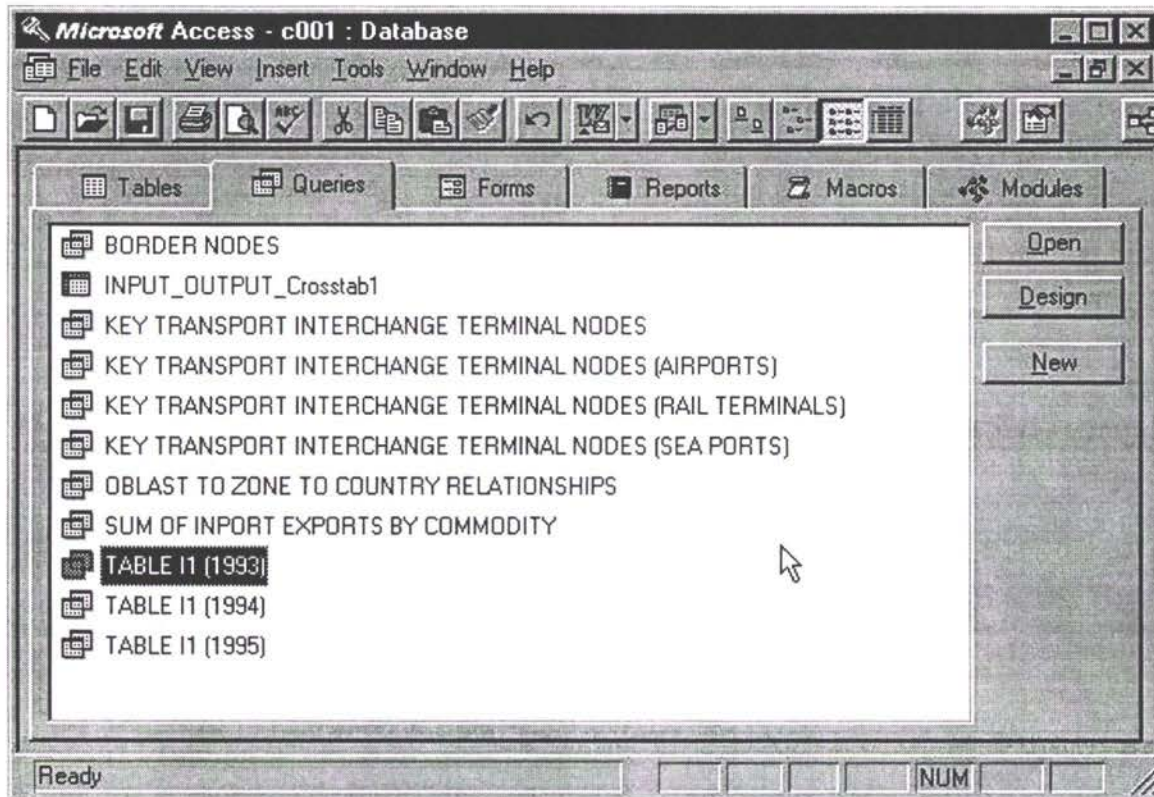 Microsoft Access - c001 : Database
File Edit View Insert Tools Window Help
Tables Queries Forms Reports Macros Modules
BORDER NODES
INPUT_OUTPUT_Crosstab1
KEY TRANSPORT INTERCHANGE TERMINAL NODES
KEY TRANSPORT INTERCHANGE TERMINAL NODES (AIRPORTS)
KEY TRANSPORT INTERCHANGE TERMINAL NODES (RAIL TERMINALS)
KEY TRANSPORT INTERCHANGE TERMINAL NODES (SEA PORTS)
OBLAST TO ZONE TO COUNTRY RELATIONSHIPS
SUM OF INPORT EXPORTS BY COMMODITY
TABLE I1 (1993)
TABLE I1 (1994)
TABLE I1 (1995)
Open
Design
New
Ready NUM